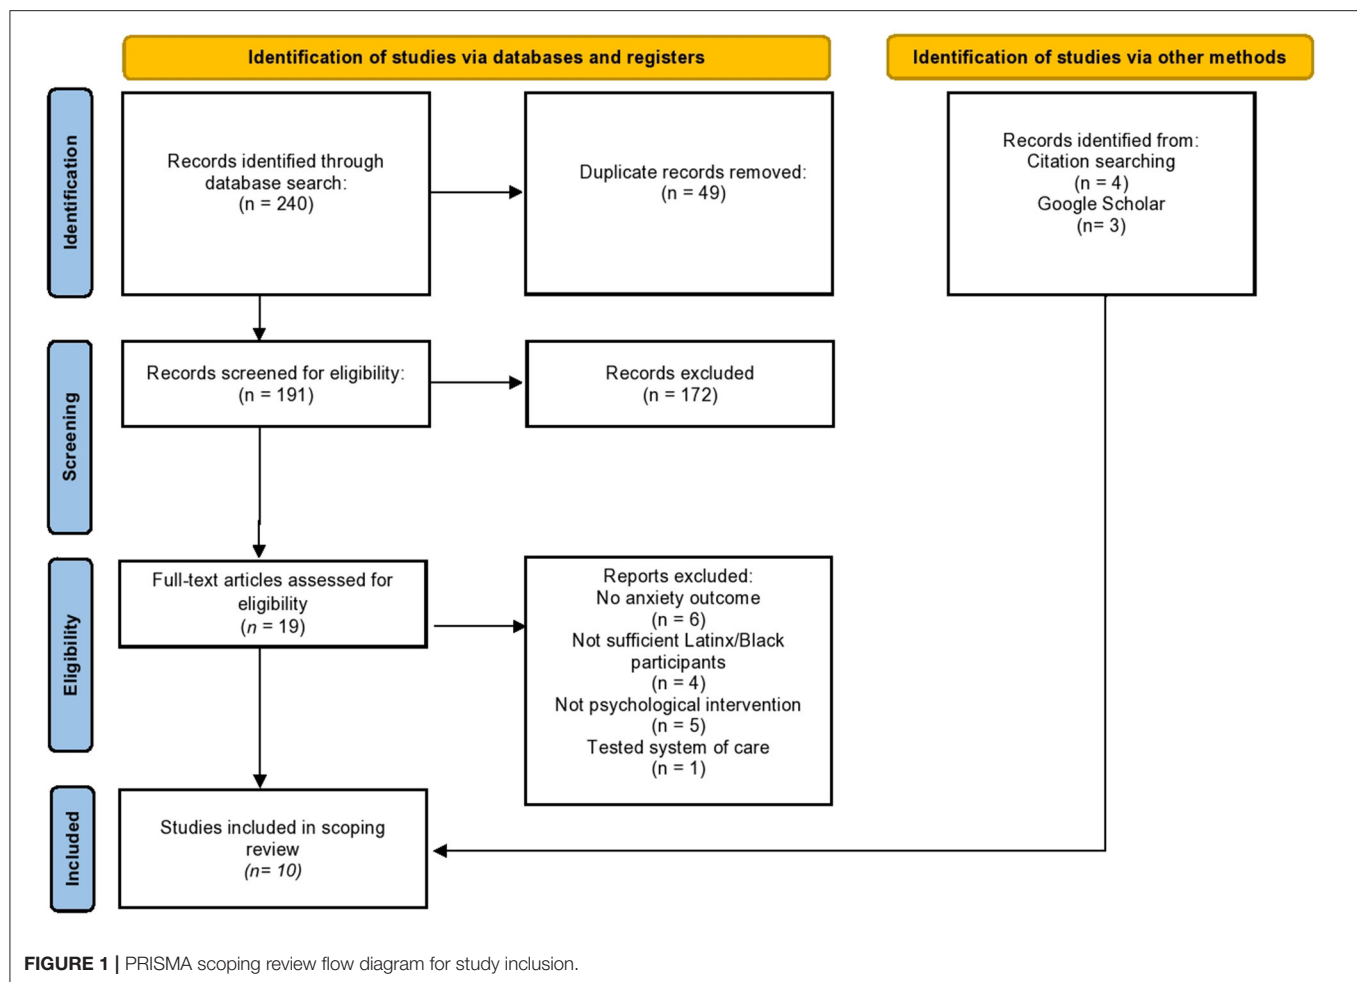 Identification of studies via databases and registers
Identification of studies via other methods
Identification
Records identified through
database search:
(n = 240)
Duplicate records removed:
(n = 49)
Records identified from:
Citation searching
(n = 4)
Google Scholar
(n= 3)
Screening
Records screened for eligibility:
(n = 191)
Records excluded
(n = 172)
Eligibility
Full-text articles assessed for
eligibility
(n = 19)
Reports excluded:
No anxiety outcome
(n = 6)
Not sufficient Latinx/Black
participants
(n = 4)
Not psychological intervention
(n = 5)
Tested system of care
(n = 1)
Included
Studies included in scoping
review
(n= 10)
FIGURE 1 | PRISMA scoping review flow diagram for study inclusion.